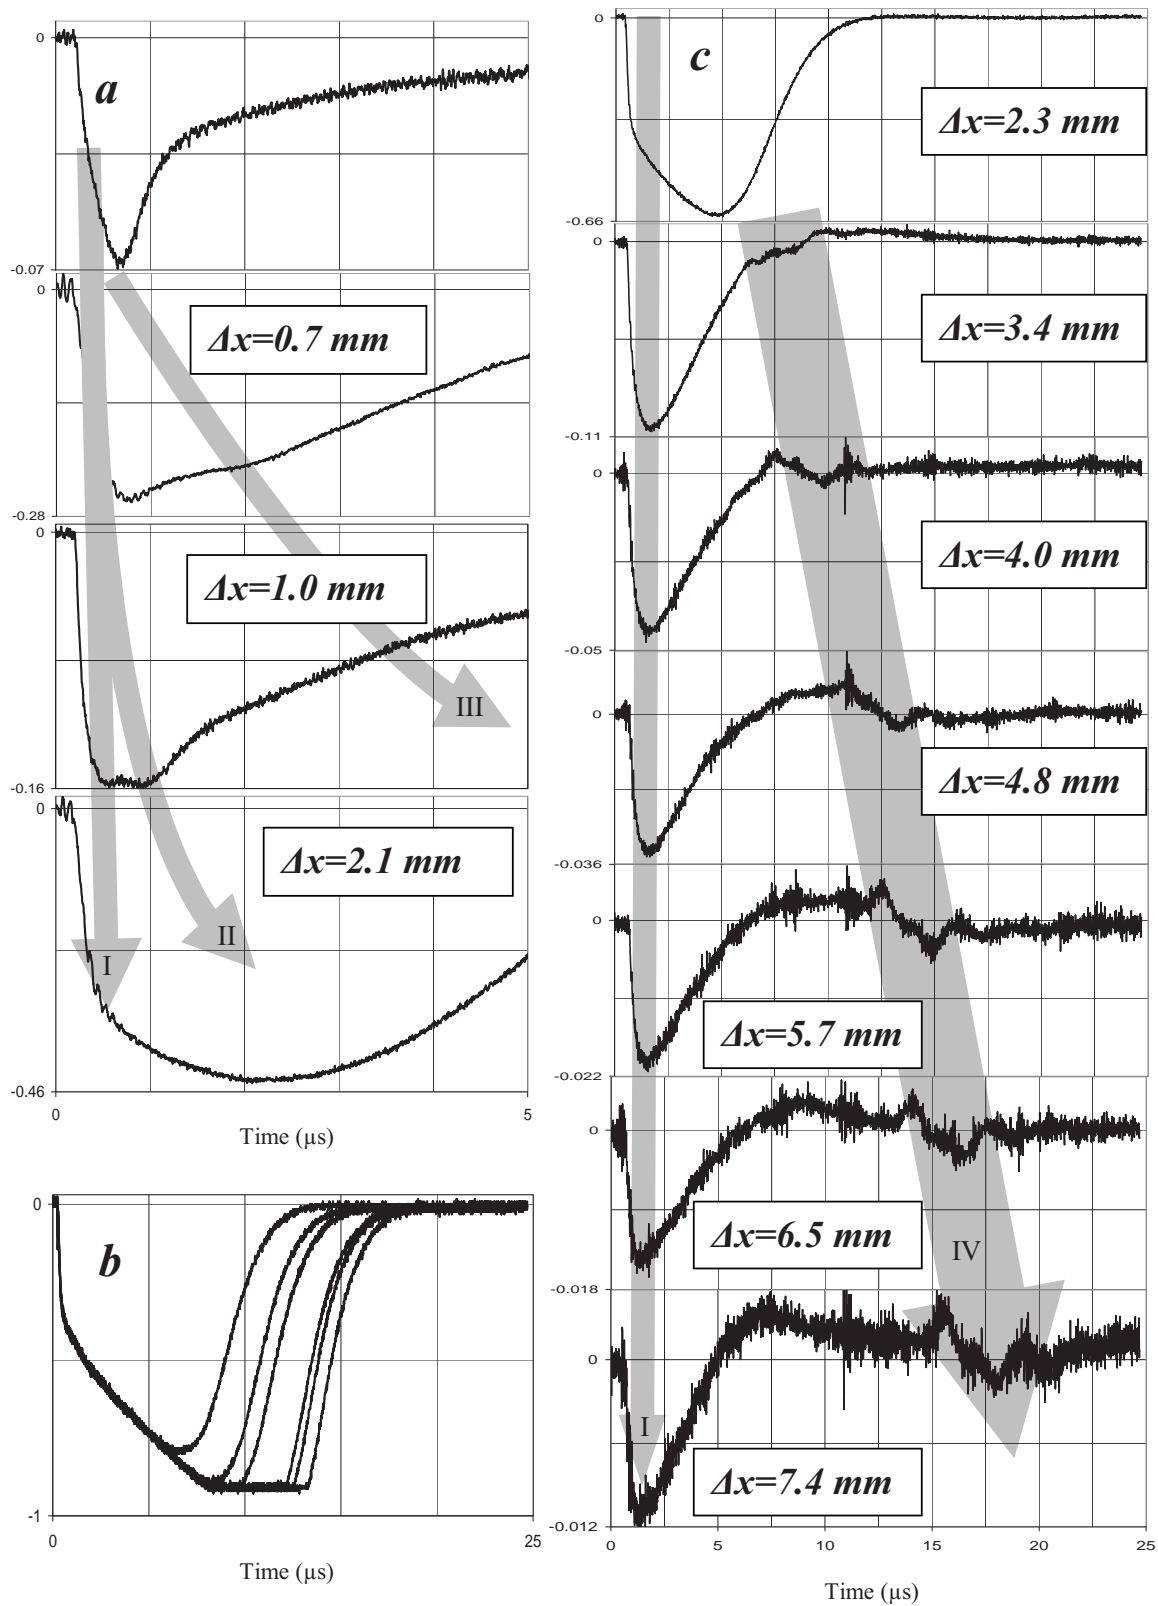 0
a
-0.07
0
Δx=0.7 mm
-0.28
0
Δx=1.0 mm
III
-0.16
0
Δx=2.1 mm
II
I
-0.46
0
5
Time (µs)
0
b
-1
0
25
Time (µs)
0
c
Δx=2.3 mm
-0.66
0
Δx=3.4 mm
-0.11
0
Δx=4.0 mm
-0.05
0
Δx=4.8 mm
-0.036
0
Δx=5.7 mm
-0.022
0
Δx=6.5 mm
IV
-0.018
0
I
Δx=7.4 mm
-0.012
0 5 10 15 20 25
Time (µs)